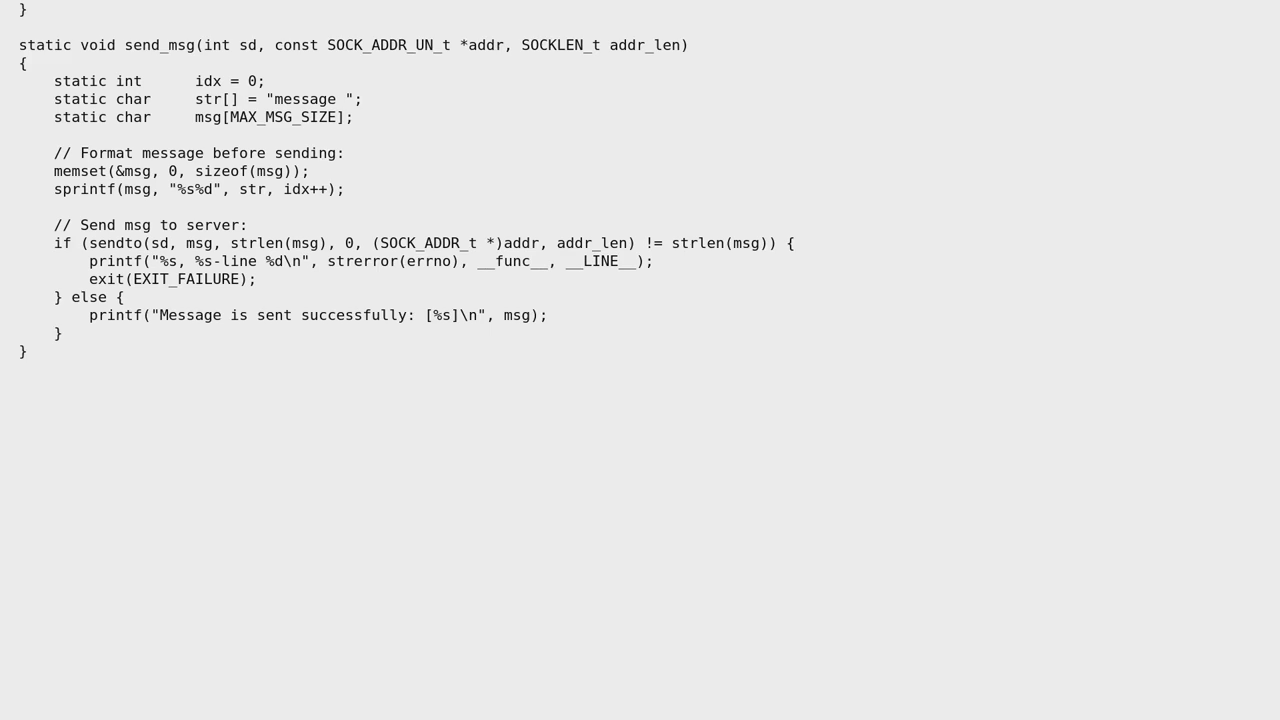 }
static void send_msg(int sd, const SOCK_ADDR_UN_t *addr, SOCKLEN_t addr_len)
{
    static int      idx = 0;
    static char     str[] = "message ";
    static char     msg[MAX_MSG_SIZE];
    // Format message before sending:
    memset(&msg, 0, sizeof(msg));
    sprintf(msg, "%s%d", str, idx++);
    // Send msg to server:
    if (sendto(sd, msg, strlen(msg), 0, (SOCK_ADDR_t *)addr, addr_len) != strlen(msg)) {
        printf("%s, %s-line %d\n", strerror(errno), __func__, __LINE__);
        exit(EXIT_FAILURE);
    } else {
        printf("Message is sent successfully: [%s]\n", msg);
    }
}